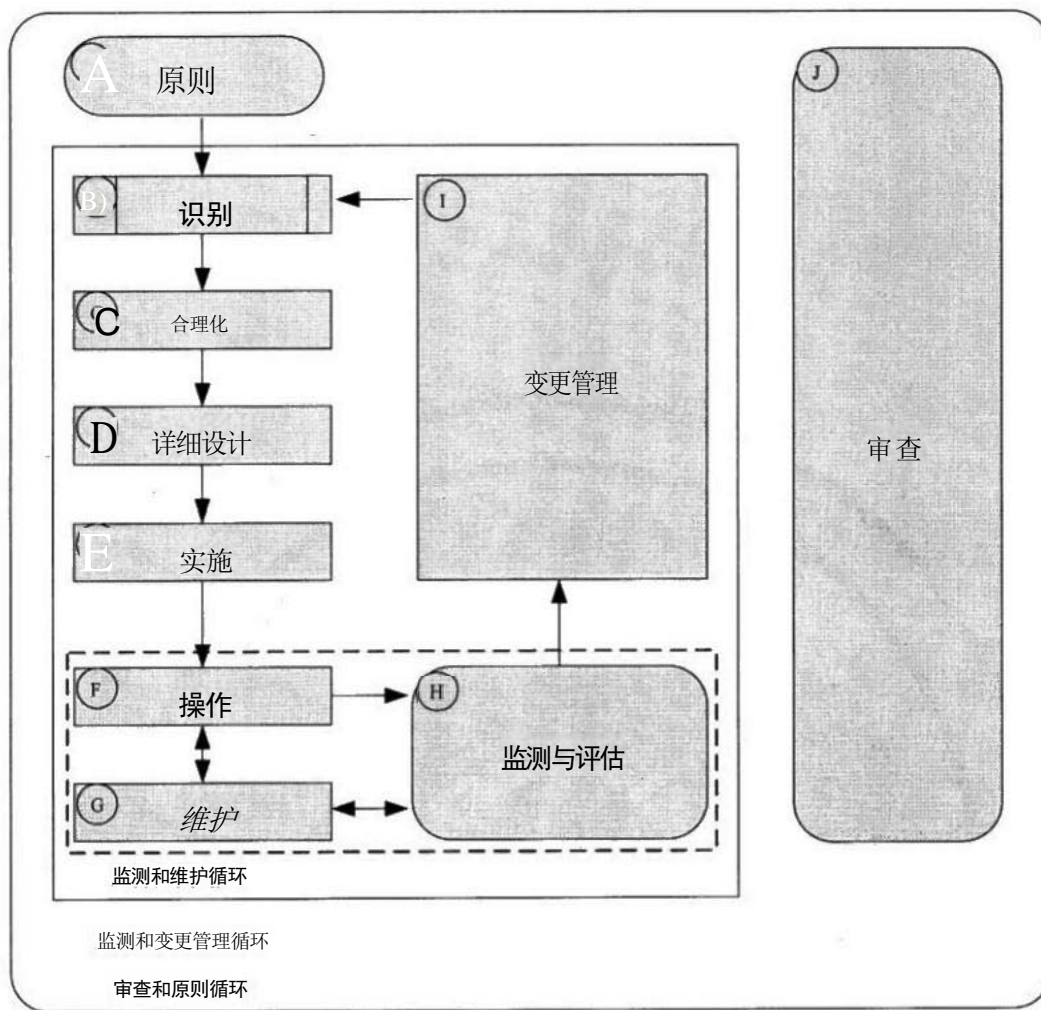 A 原则
B) 识别
C 合理化
D 详细设计
E 实施
F 操作
G 维护
H 监测与评估
I 变更管理
J 审查
监测和维护循环
监测和变更管理循环
审查和原则循环